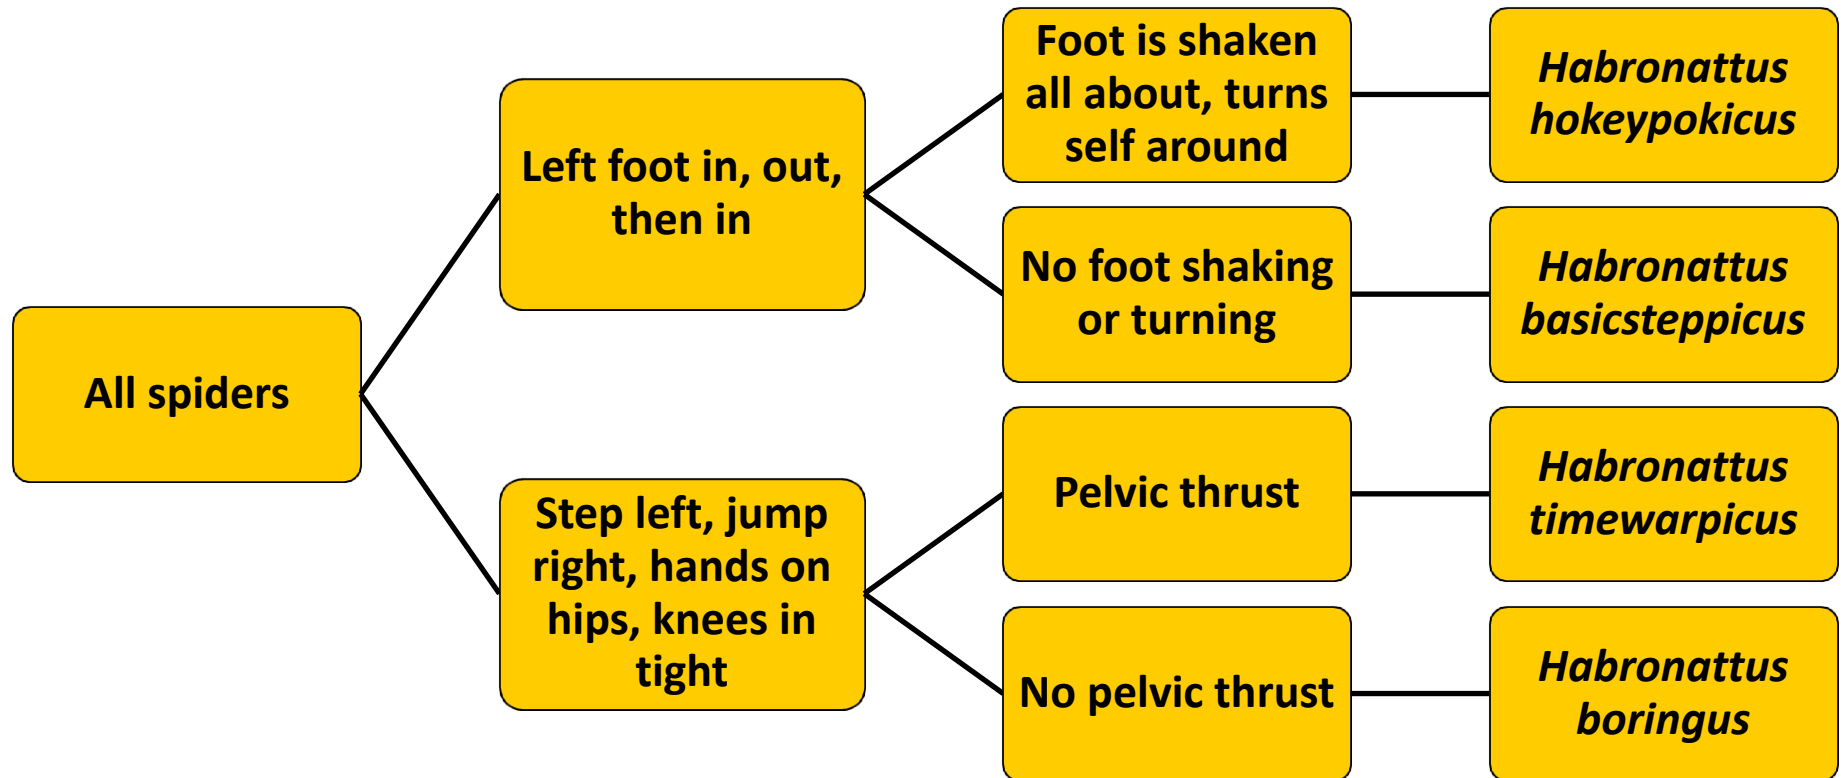 All spiders
Left foot in, out,
then in
Step left, jump
right, hands on
hips, knees in
tight
Foot is shaken
all about, turns
self around
No foot shaking
or turning
Pelvic thrust
No pelvic thrust
Habronattus
hokeypokicus
Habronattus
basicsteppicus
Habronattus
timewarpicus
Habronattus
boringus